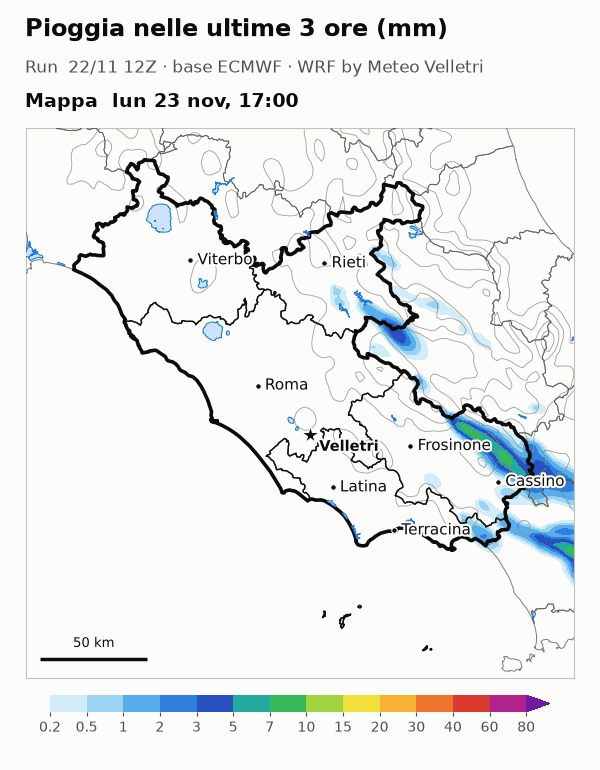 Pioggia nelle ultime 3 ore (mm)
Run  22/11 12Z · base ECMWF · WRF by Meteo Velletri
Mappa  lun 23 nov, 17:00
Viterbo
Rieti
Roma
Velletri
Frosinone
Cassino
Latina
Terracina
50 km
0.2 0.5 1 2 3 5 7 10 15 20 30 40 60 80